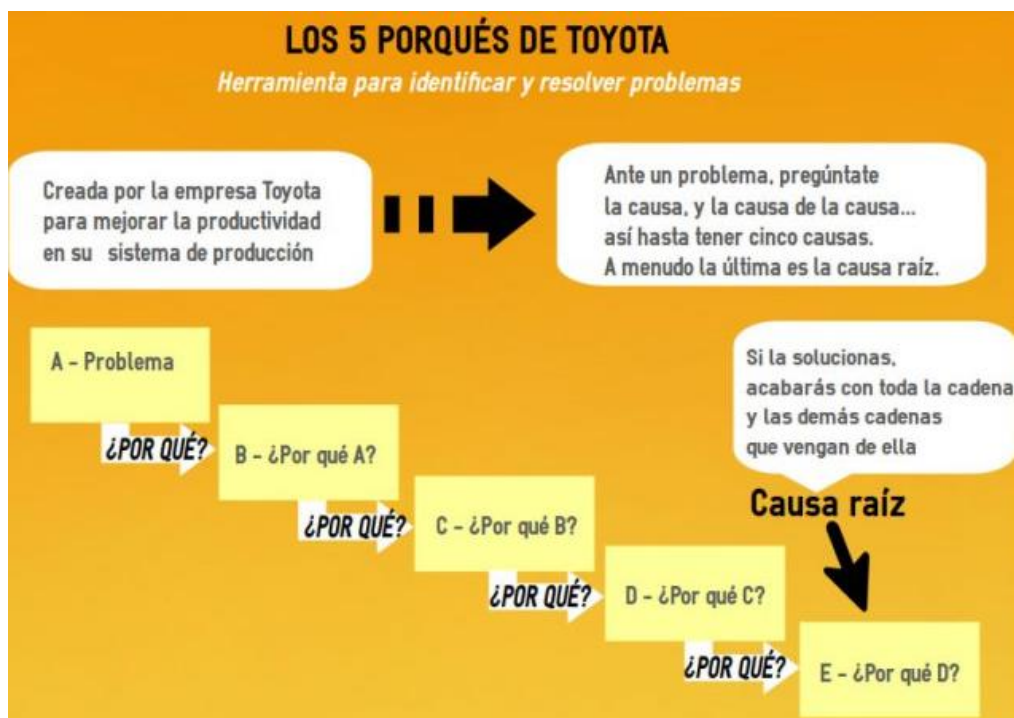 LOS 5 PORQUÉS DE TOYOTA
Herramienta para identificar y resolver problemas
Creada por la empresa Toyota
para mejorar la productividad
en su sistema de producción
Ante un problema, pregúntate
la causa, y la causa de la causa...
así hasta tener cinco causas.
A menudo la última es la causa raíz.
A - Problema
¿POR QUÉ?
B - ¿Por qué A?
¿POR QUÉ?
C - ¿Por qué B?
¿POR QUÉ?
D - ¿Por qué C?
¿POR QUÉ?
E - ¿Por qué D?
Si la solucionas,
acabarás con toda la cadena
y las demás cadenas
que vengan de ella
Causa raíz